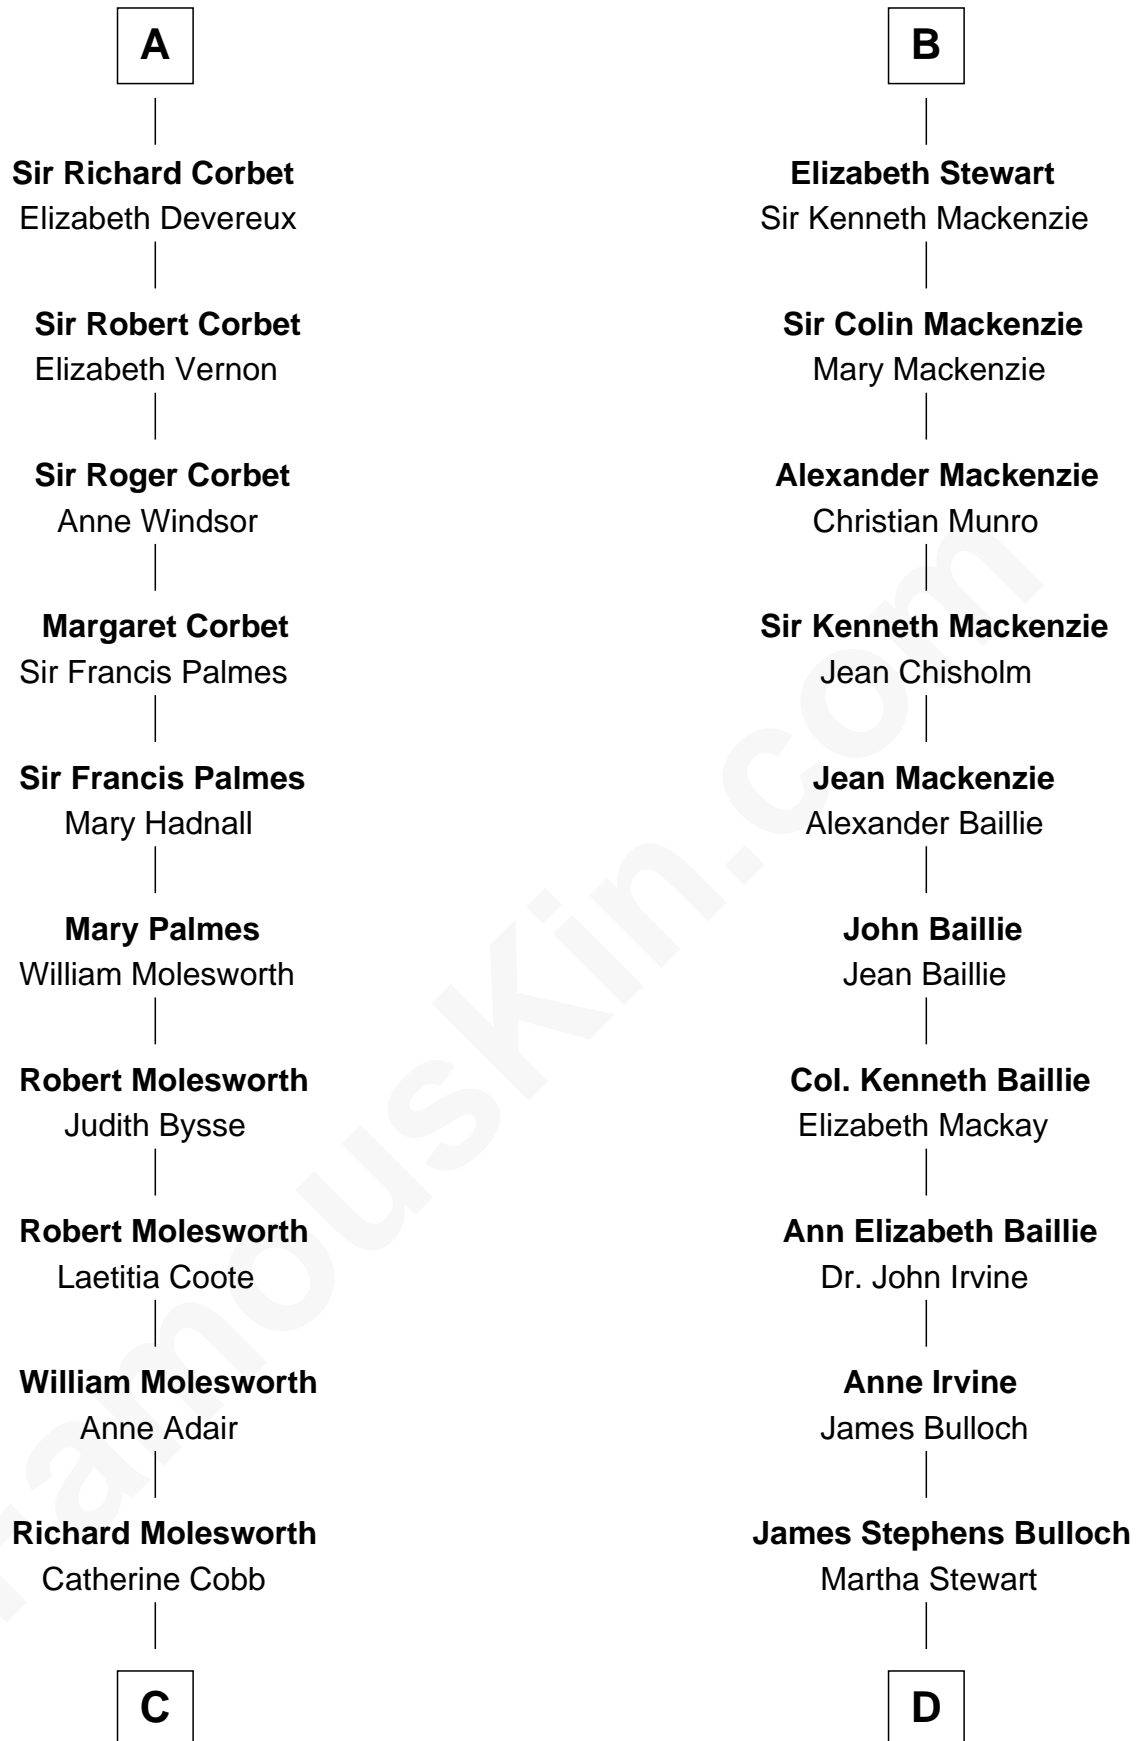 A
Sir Richard Corbet
Elizabeth Devereux
Sir Robert Corbet
Elizabeth Vernon
Sir Roger Corbet
Anne Windsor
Margaret Corbet
Sir Francis Palmes
Sir Francis Palmes
Mary Hadnall
Mary Palmes
William Molesworth
Robert Molesworth
Judith Bysse
Robert Molesworth
Laetitia Coote
William Molesworth
Anne Adair
Richard Molesworth
Catherine Cobb
C
B
Elizabeth Stewart
Sir Kenneth Mackenzie
Sir Colin Mackenzie
Mary Mackenzie
Alexander Mackenzie
Christian Munro
Sir Kenneth Mackenzie
Jean Chisholm
Jean Mackenzie
Alexander Baillie
John Baillie
Jean Baillie
Col. Kenneth Baillie
Elizabeth Mackay
Ann Elizabeth Baillie
Dr. John Irvine
Anne Irvine
James Bulloch
James Stephens Bulloch
Martha Stewart
D
FamousKin.com